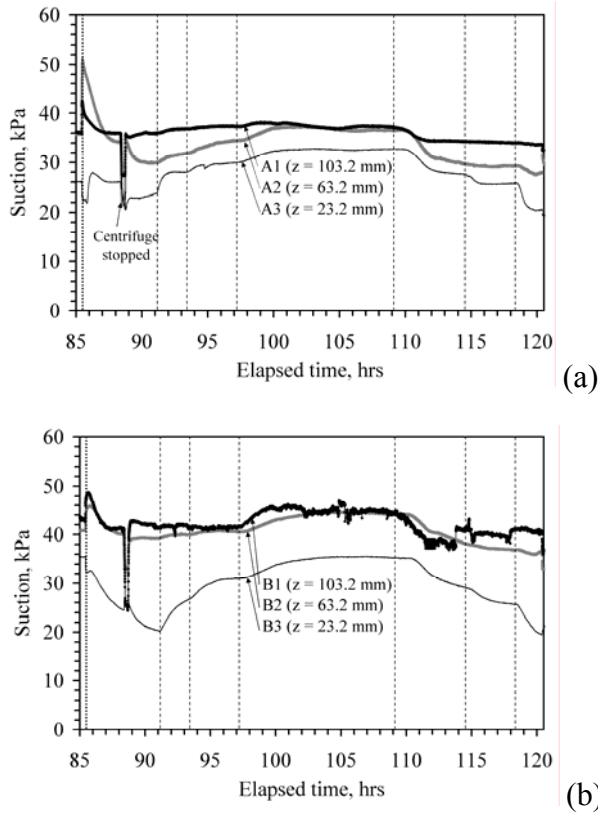 60
50
40
30
20
10
0
Suction, kPa
A1 (z = 103.2 mm)
A2 (z = 63.2 mm)
A3 (z = 23.2 mm)
Centrifuge
stopped
85 90 95 100 105 110 115 120
Elapsed time, hrs
(a)
60
50
40
30
20
10
0
Suction, kPa
B1 (z = 103.2 mm)
B2 (z = 63.2 mm)
B3 (z = 23.2 mm)
85 90 95 100 105 110 115 120
Elapsed time, hrs
(b)